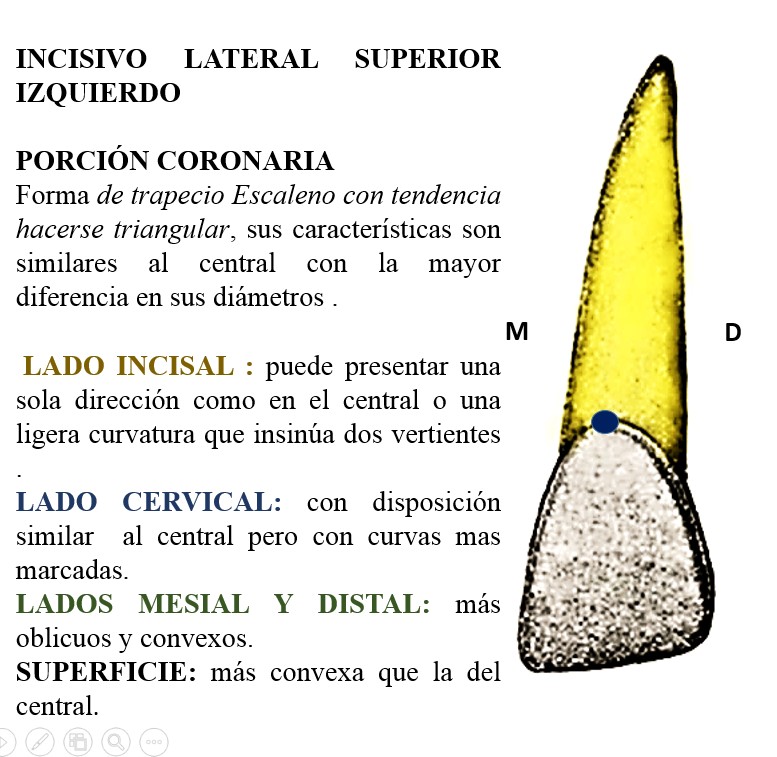 INCISIVO LATERAL SUPERIOR
IZQUIERDO
PORCIÓN CORONARIA
Forma de trapecio Escaleno con tendencia
hacerse triangular, sus características son
similares al central con la mayor
diferencia en sus diámetros .
M
D
LADO INCISAL : puede presentar una
sola dirección como en el central o una
ligera curvatura que insinúa dos vertientes
.
LADO CERVICAL: con disposición
similar al central pero con curvas mas
marcadas.
LADOS MESIAL Y DISTAL: más
oblicuos y convexos.
SUPERFICIE: más convexa que la del
central.